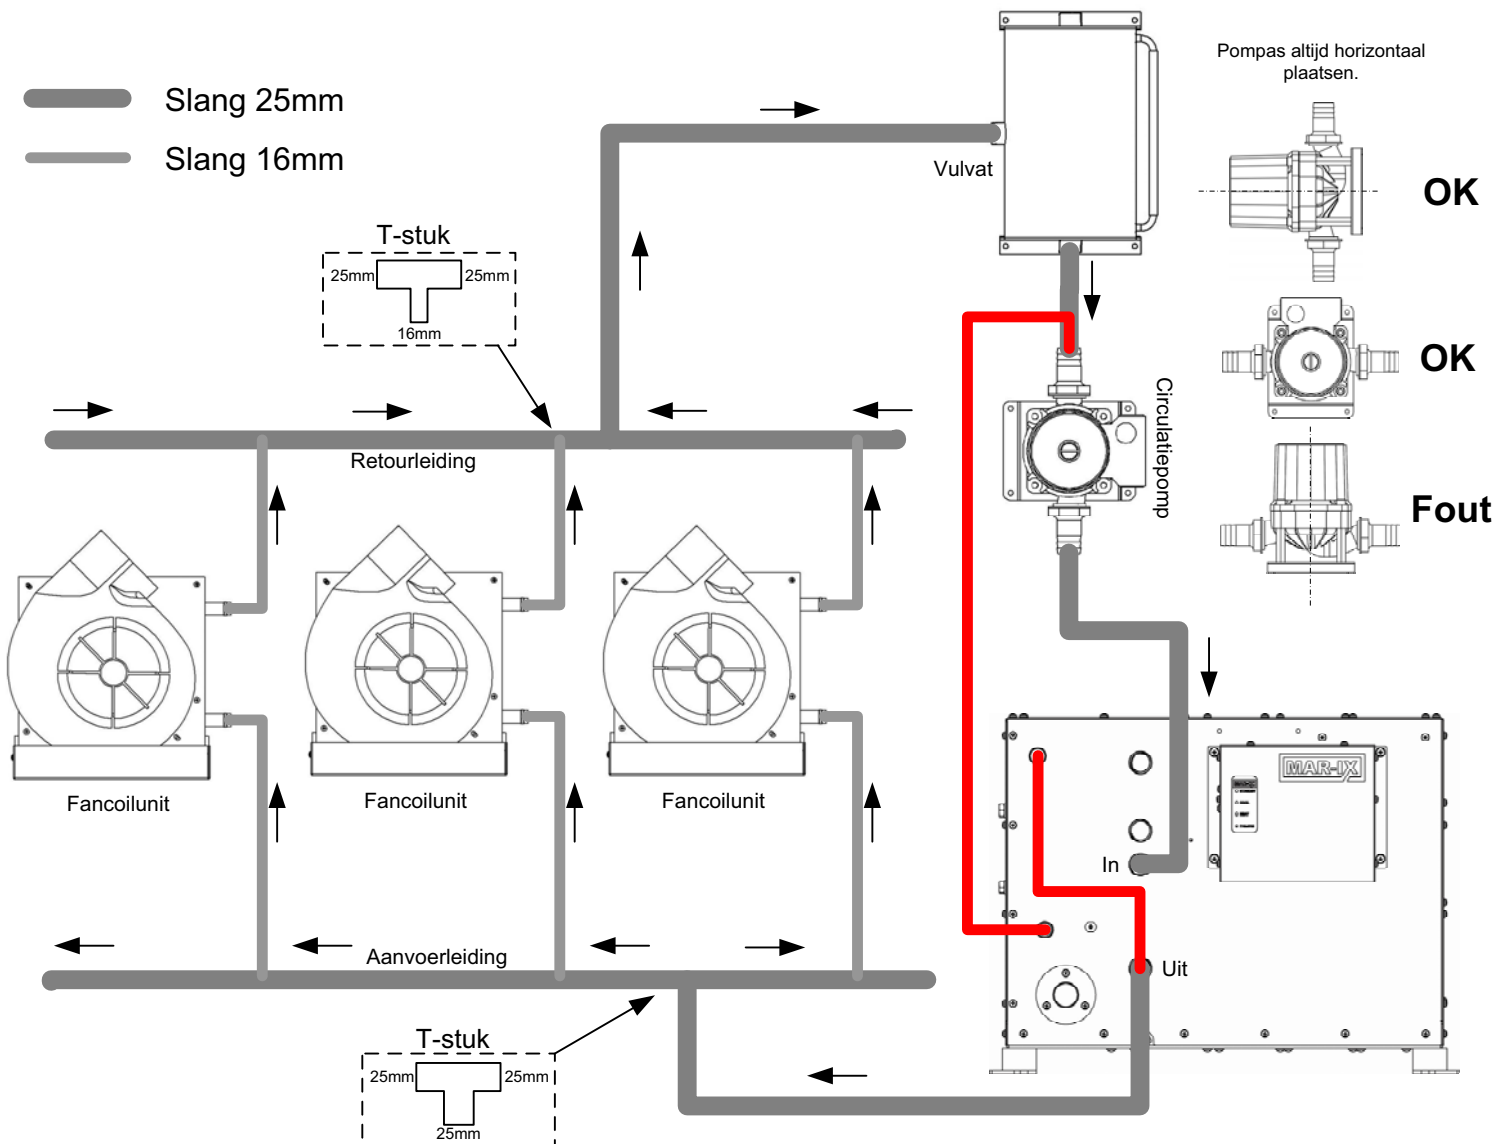 Pompas altijd horizontaal
plaatsen.
Slang 25mm
Slang 16mm
Vulvat
OK
T-stuk
25mm
25mm
16mm
OK
Circulatiepomp
Retourleiding
Fout
MAR-IX
Fancoilunit
Fancoilunit
Fancoilunit
In
Aanvoerleiding
Uit
T-stuk
25mm
25mm
25mm